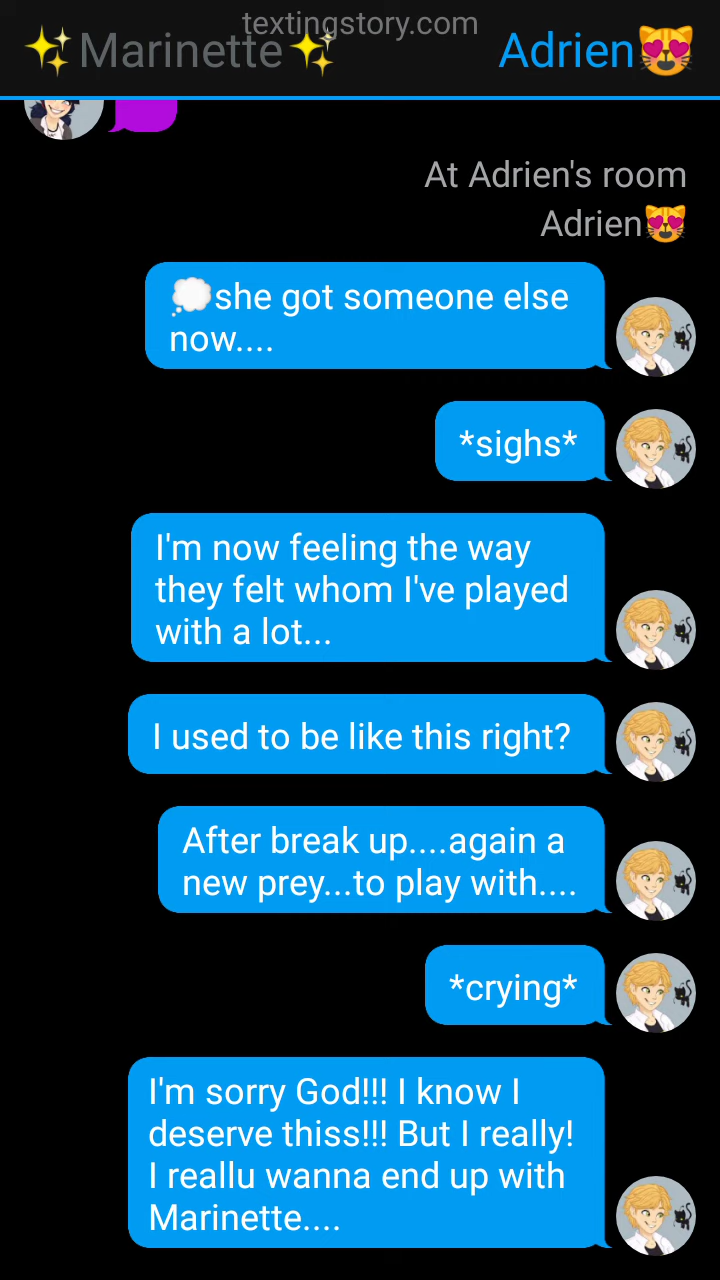 textingstory.com
✨Marinette✨ Adrien😻
At Adrien's room
Adrien😻
💭she got someone else
now....
*sighs*
I'm now feeling the way
they felt whom I've played
with a lot...
I used to be like this right?
After break up....again a
new prey...to play with....
*crying*
I'm sorry God!!! I know I
deserve thiss!!! But I really!
I reallu wanna end up with
Marinette....